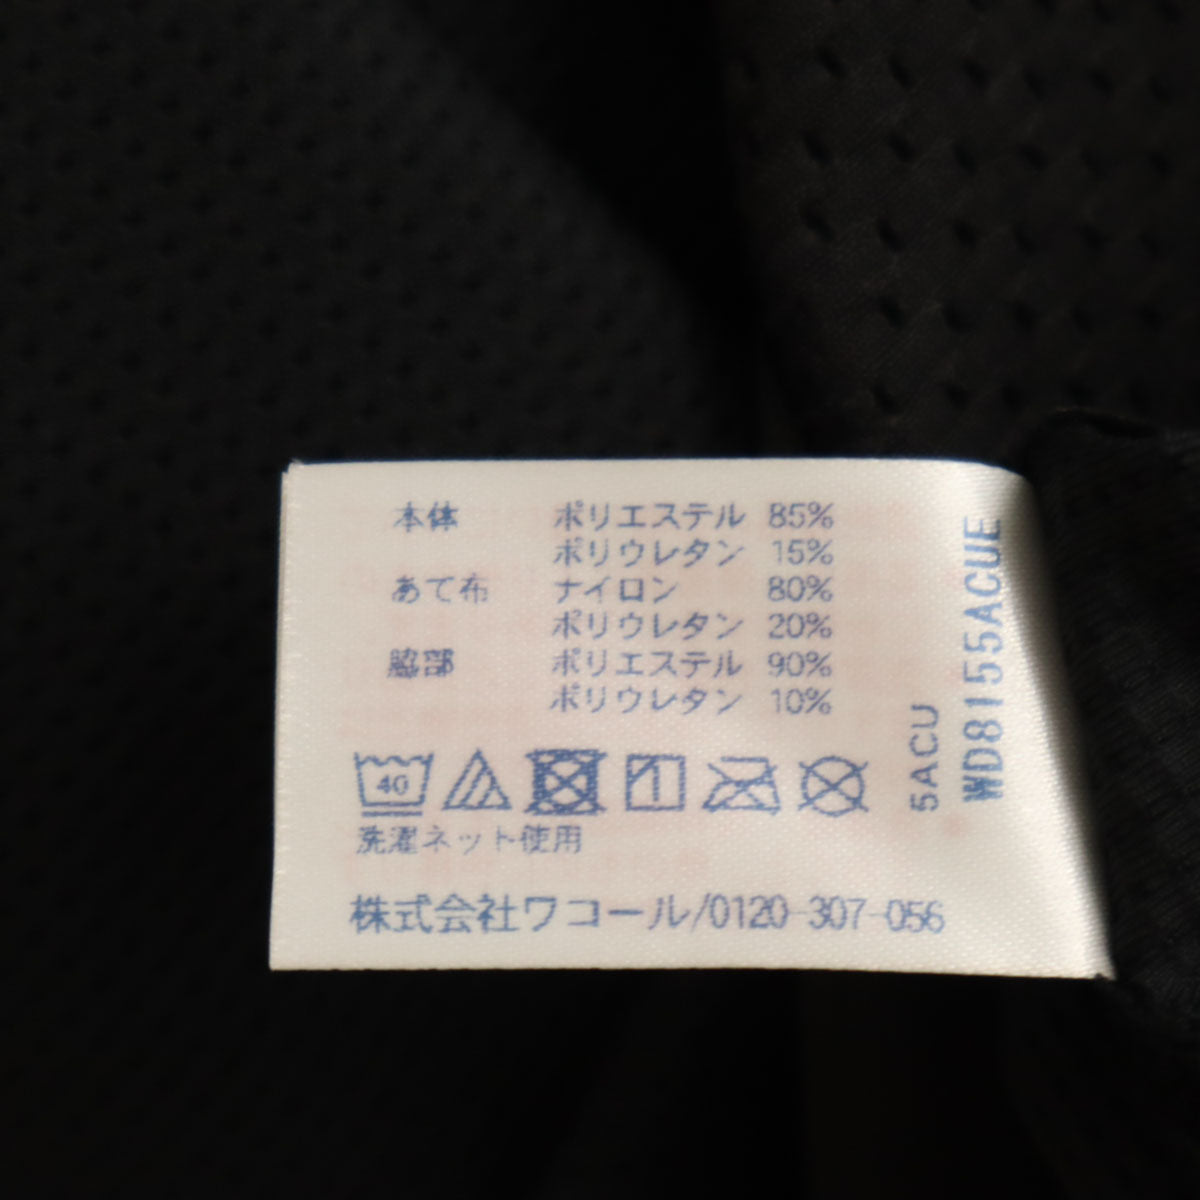 本体 ポリエステル 85%
ポリウレタン 15%
あて布 ナイロン 80%
ポリウレタン 20%
脇部 ポリエステル 90%
ポリウレタン 10%
40
洗濯ネット使用
株式会社ワコール/0120-307-056
5ACU
WD8155ACUE